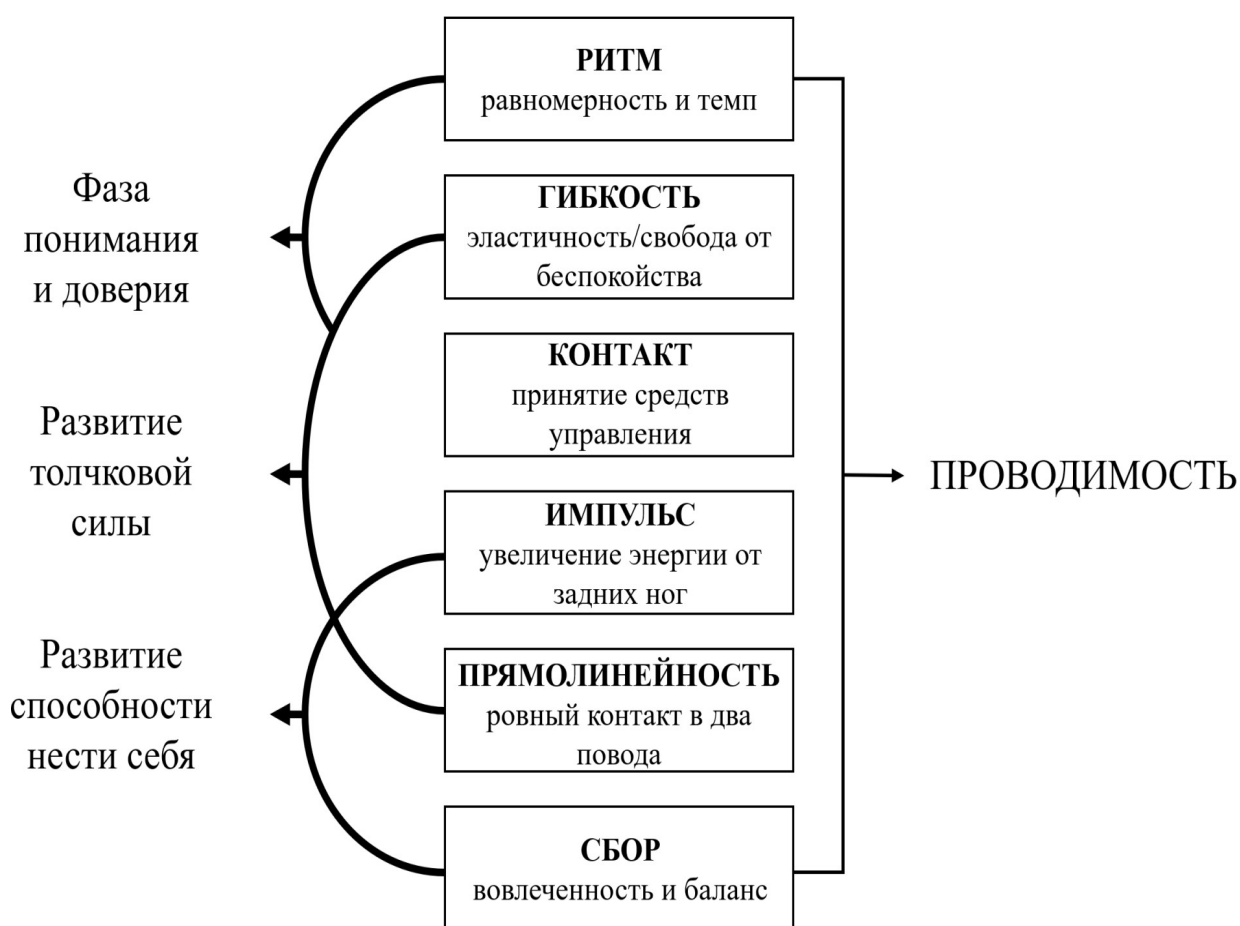 РИТМ
равномерность и темп
Фаза
понимания
и доверия
ГИБКОСТЬ
эластичность/свобода от
беспокойства
КОНТАКТ
принятие средств
управления
Развитие
толчковой
силы
ПРОВОДИМОСТЬ
ИМПУЛЬС
увеличение энергии от
задних ног
Развитие
способности
нести себя
ПРЯМОЛИНЕЙНОСТЬ
ровный контакт в два
повода
СБОР
вовлеченность и баланс